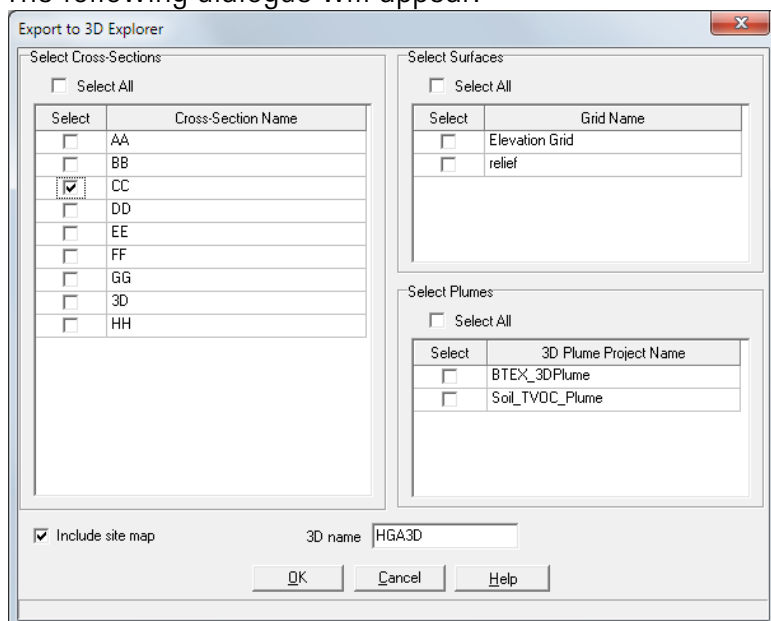 The following dialogue will appear:
Export to 3D Explorer
Select Cross-Sections
Select All
Select Cross-Section Name
AA
BB
CC
DD
EE
FF
GG
3D
HH
Select Surfaces
Select All
Select Grid Name
Elevation Grid
relief
Select Plumes
Select All
Select 3D Plume Project Name
BTEX_3DPlume
Soil_TVOC_Plume
Include site map
3D name HGA3D
OK Cancel Help